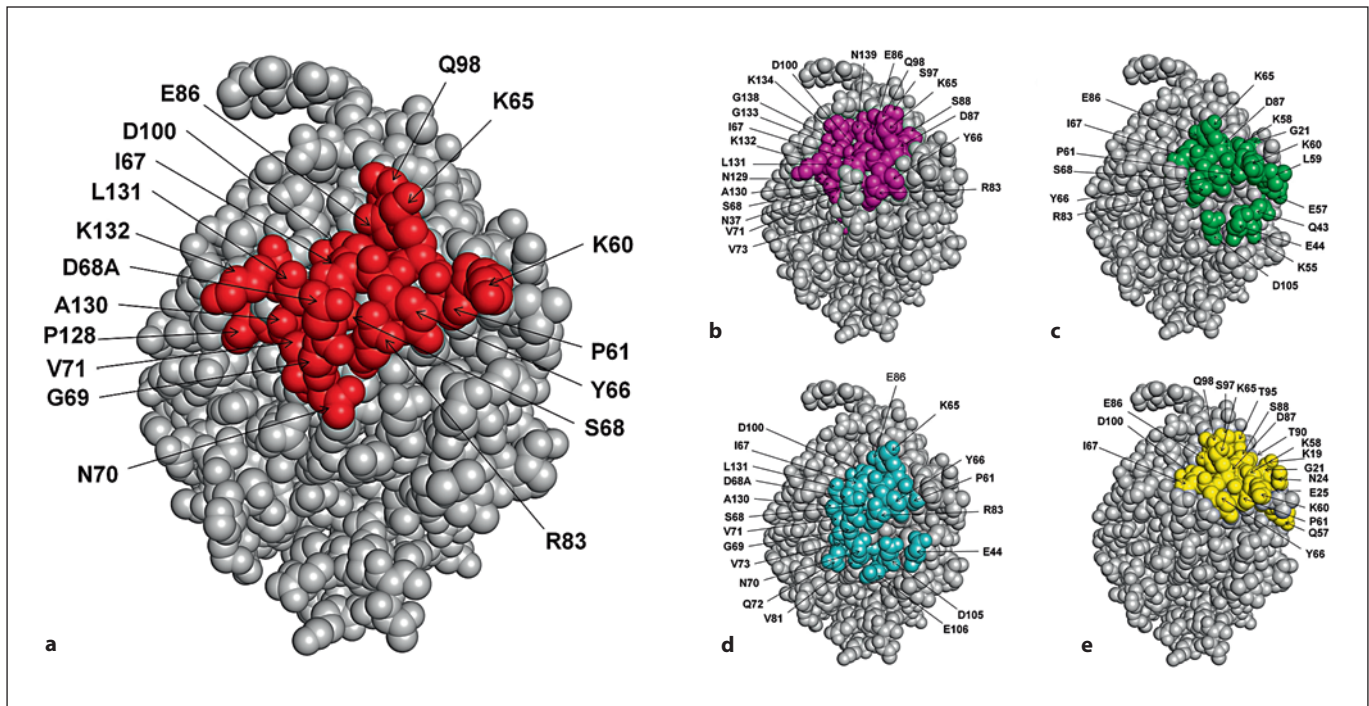 Q98
E86
K65
D100
I67
L131
K132
K60
D68A
A130
P128
P61
V71
Y66
G69
S68
N70
R83
a
N139
E86
D100
Q98
K134
S97
G138
K65
G133
S88
I67
D87
K132
Y66
L131
N129
R83
A130
S68
N37
V71
V73
b
K65
E86
D87
K58
I67
G21
K60
P61
L59
S68
Y66
E57
R83
Q43
E44
K55
D105
c
E86
K65
D100
I67
Y66
L131
P61
D68A
A130
R83
S68
V71
G69
E44
V73
N70
Q72
D105
V81
E106
d
Q98
S97
K65
T95
E86
S88
D100
D87
I67
T90
K58
K19
G21
N24
E25
K60
P61
Q57
Y66
e